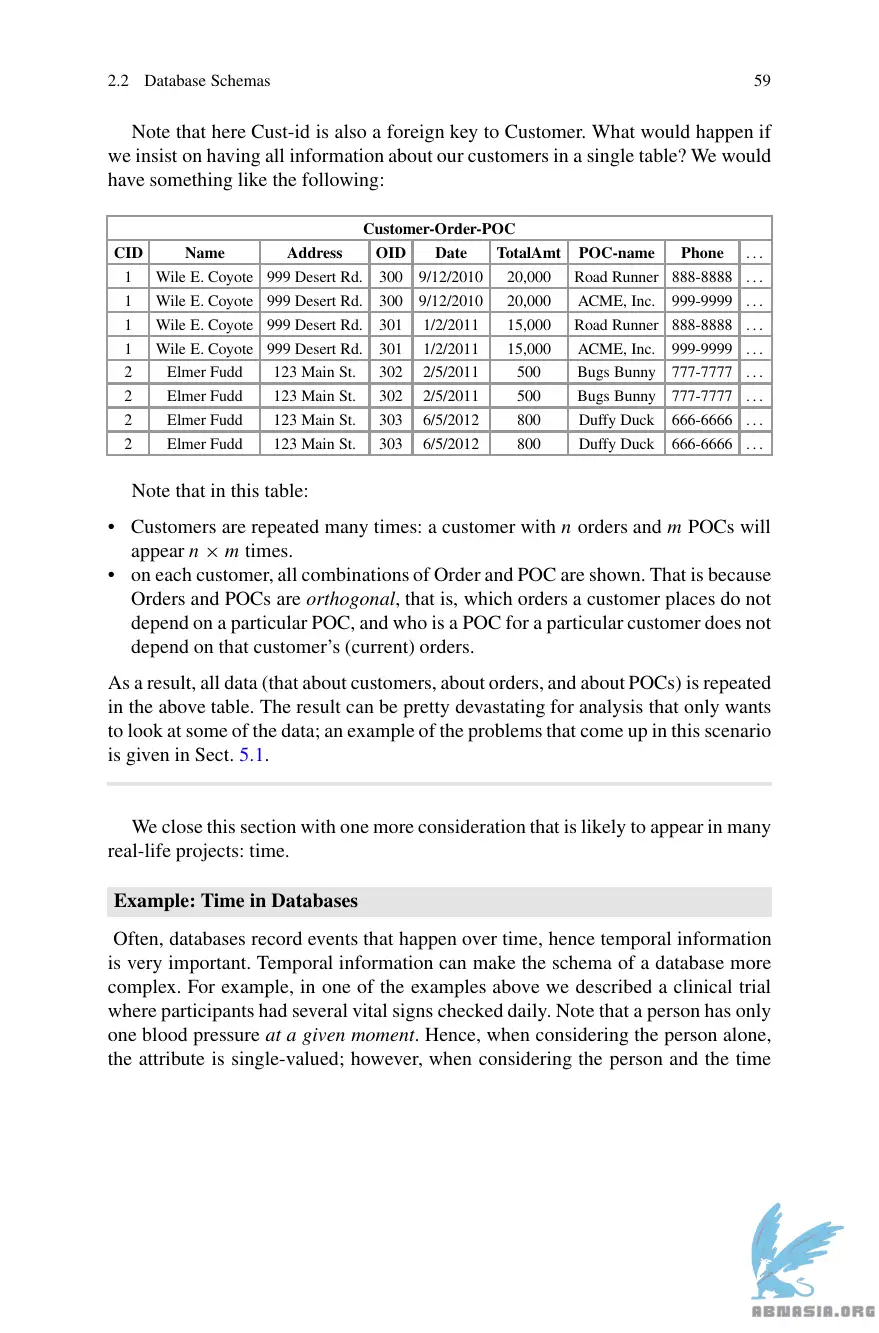 2.2 Database Schemas 59
Note that here Cust-id is also a foreign key to Customer. What would happen if
we insist on having all information about our customers in a single table? We would
have something like the following:
Customer-Order-POC
CID Name Address OID Date TotalAmt POC-name Phone ...
1 Wile E. Coyote 999 Desert Rd. 300 9/12/2010 20,000 Road Runner 888-8888 ...
1 Wile E. Coyote 999 Desert Rd. 300 9/12/2010 20,000 ACME, Inc. 999-9999 ...
1 Wile E. Coyote 999 Desert Rd. 301 1/2/2011 15,000 Road Runner 888-8888 ...
1 Wile E. Coyote 999 Desert Rd. 301 1/2/2011 15,000 ACME, Inc. 999-9999 ...
2 Elmer Fudd 123 Main St. 302 2/5/2011 500 Bugs Bunny 777-7777 ...
2 Elmer Fudd 123 Main St. 302 2/5/2011 500 Bugs Bunny 777-7777 ...
2 Elmer Fudd 123 Main St. 303 6/5/2012 800 Duffy Duck 666-6666 ...
2 Elmer Fudd 123 Main St. 303 6/5/2012 800 Duffy Duck 666-6666 ...
Note that in this table:
• Customers are repeated many times: a customer with n orders and m POCs will
appear n × m times.
• on each customer, all combinations of Order and POC are shown. That is because
Orders and POCs are orthogonal, that is, which orders a customer places do not
depend on a particular POC, and who is a POC for a particular customer does not
depend on that customer's (current) orders.
As a result, all data (that about customers, about orders, and about POCs) is repeated
in the above table. The result can be pretty devastating for analysis that only wants
to look at some of the data; an example of the problems that come up in this scenario
is given in Sect. 5.1.
We close this section with one more consideration that is likely to appear in many
real-life projects: time.
Example: Time in Databases
Often, databases record events that happen over time, hence temporal information
is very important. Temporal information can make the schema of a database more
complex. For example, in one of the examples above we described a clinical trial
where participants had several vital signs checked daily. Note that a person has only
one blood pressure at a given moment. Hence, when considering the person alone,
the attribute is single-valued; however, when considering the person and the time
ABNASIA.ORG